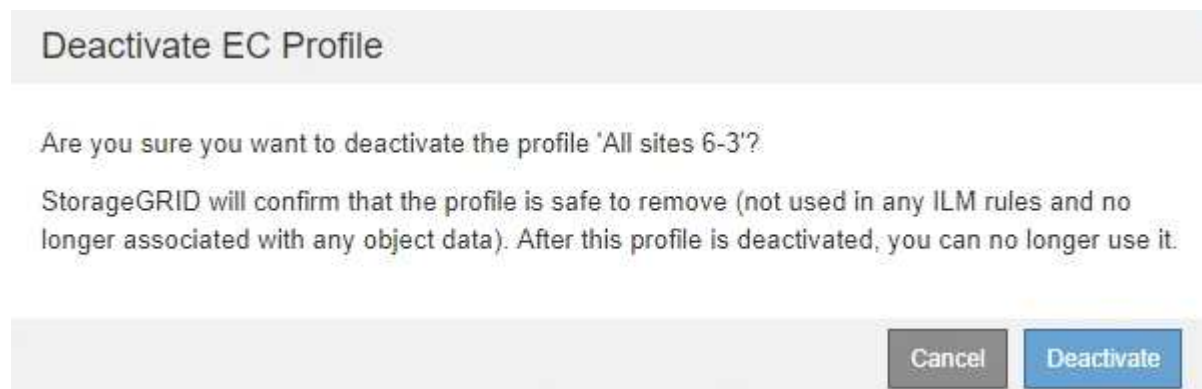 Deactivate EC Profile
Are you sure you want to deactivate the profile 'All sites 6-3'?
StorageGRID will confirm that the profile is safe to remove (not used in any ILM rules and no
longer associated with any object data). After this profile is deactivated, you can no longer use it.
Cancel Deactivate